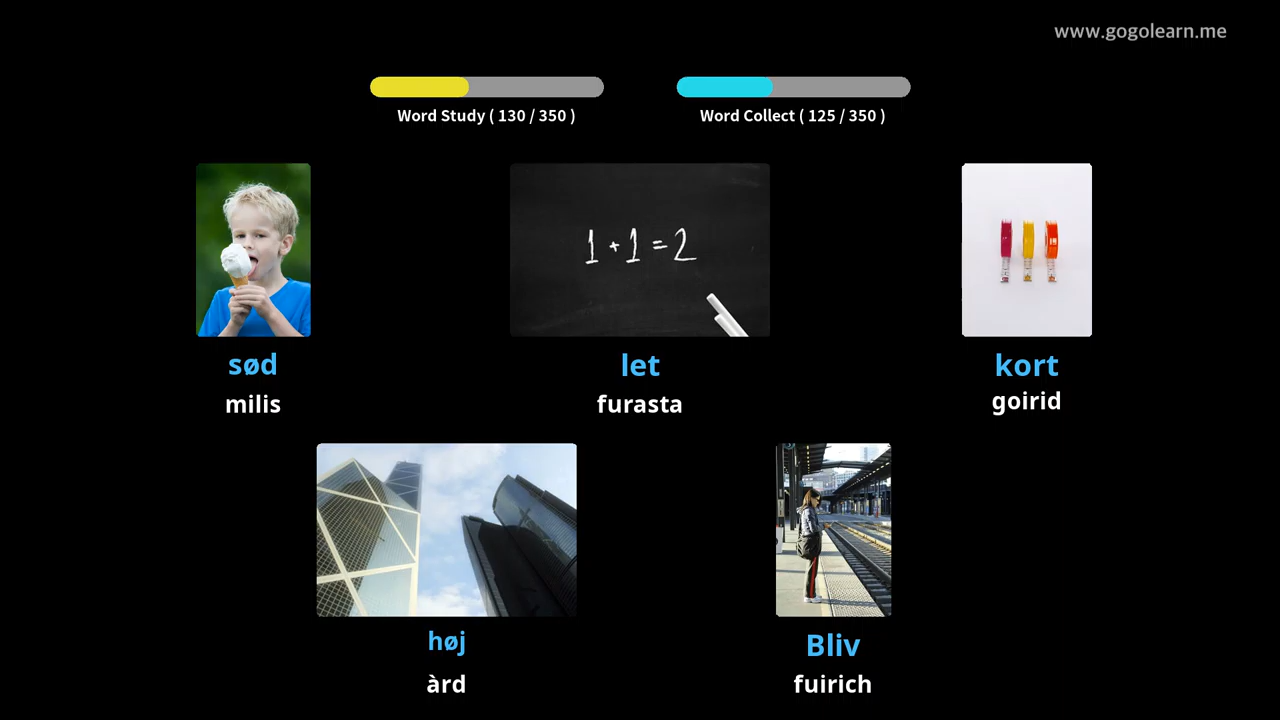 www.gogolearn.me
Word Study ( 130 / 350 )
Word Collect ( 125 / 350 )
1 + 1 = 2
sød
let
kort
milis
furasta
goirid
høj
Bliv
àrd
fuirich